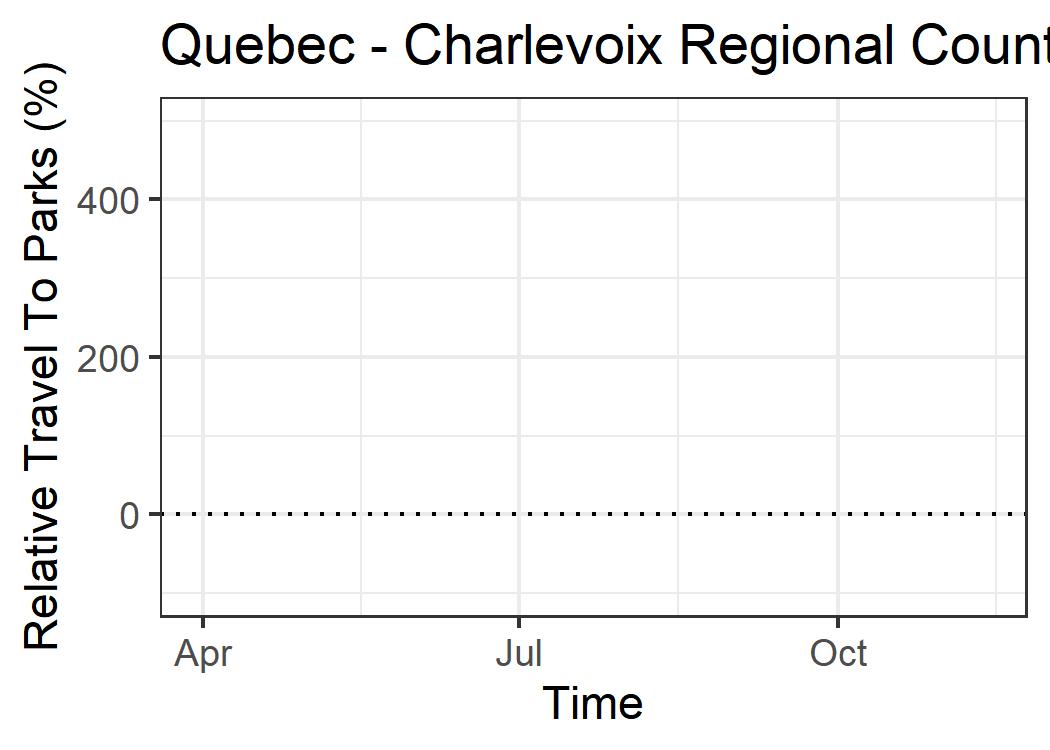 Quebec - Charlevoix Regional Count
Relative Travel To Parks (%)
400
200
0
Apr Jul Oct
Time